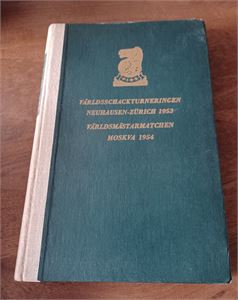 VÄRLDSSCHACKTURNERINGEN
NEUHAUSEN-ZÜRICH 1953
VÄRLDSMÄSTARMATCHEN
MOSKVA 1954